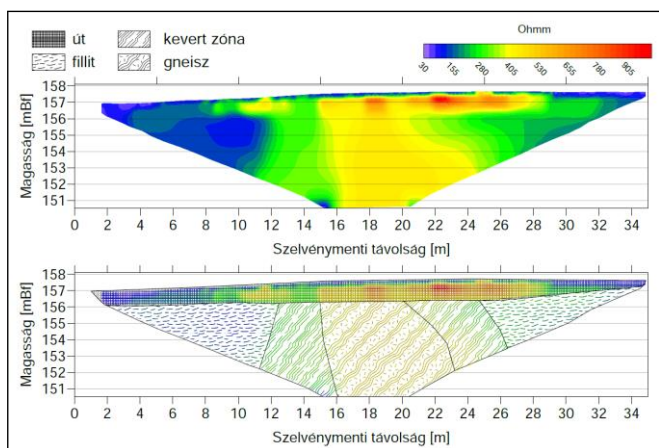 út
kevert zóna
fillit
gneisz
Ohmm
30 155 280 405 530 655 780 905
Magasság [mBf]
158
157
156
155
154
153
152
151
0 2 4 6 8 10 12 14 16 18 20 22 24 26 28 30 32 34
Szelvénymenti távolság [m]
Magasság [mBf]
158
157
156
155
154
153
152
151
0 2 4 6 8 10 12 14 16 18 20 22 24 26 28 30 32 34
Szelvénymenti távolság [m]